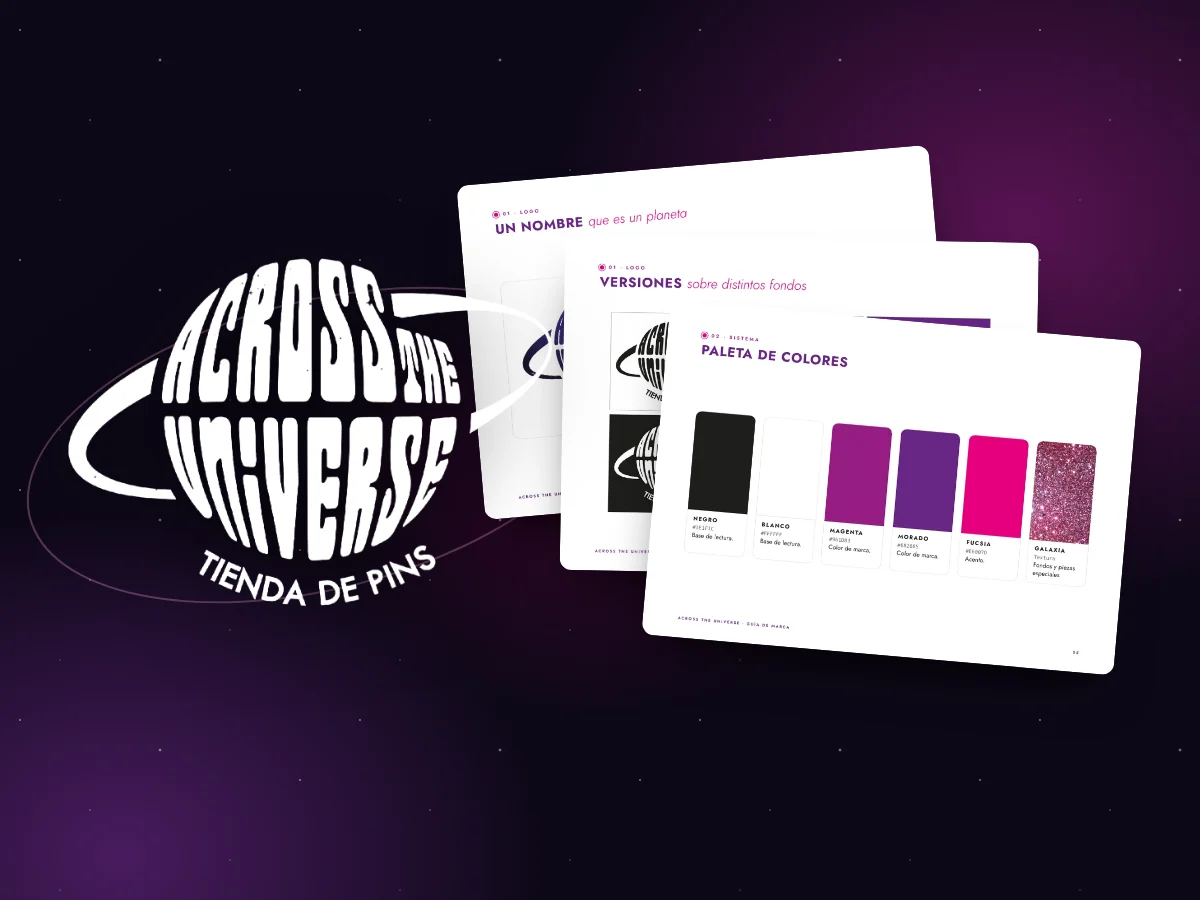 ACROSS THE
UNIVERSE
TIENDA DE PINS
01 · LOGO
UN NOMBRE que es un planeta
ACROSS THE UN
01 · LOGO
VERSIONES sobre distintos fondos
ACROSS THE UNIVERS
02 · SISTEMA
PALETA DE COLORES
NEGRO
Base de lectura.
BLANCO
#FFFFFF
Base de lectura.
MAGENTA
Color de marca.
MORADO
Color de marca.
FUCSIA
Acento.
GALAXIA
Textura
Fondos y piezas
especiales
ACROSS THE UNIVERSE · GUÍA DE MARCA